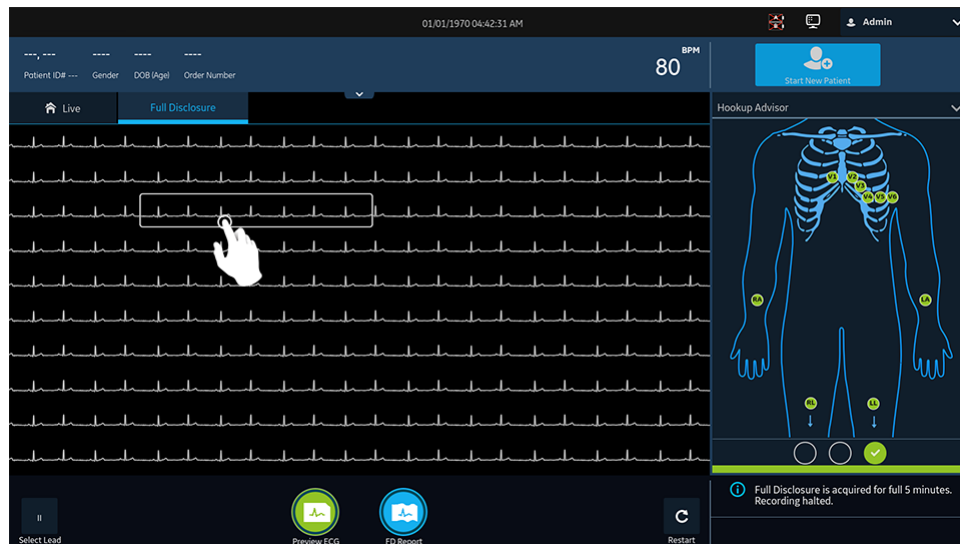 01/01/1970 04:42:31 AM
Admin
---, ---
----
----
----
Patient ID# ---
Gender
DOB (Age)
Order Number
80
BPM
Start New Patient
Live
Full Disclosure
Hookup Advisor
V1
V2
V3
V4
V5
V6
RA
LA
RL
LL
Full Disclosure is acquired for full 5 minutes.
Recording halted.
II
Select Lead
Preview ECG
FD Report
Restart